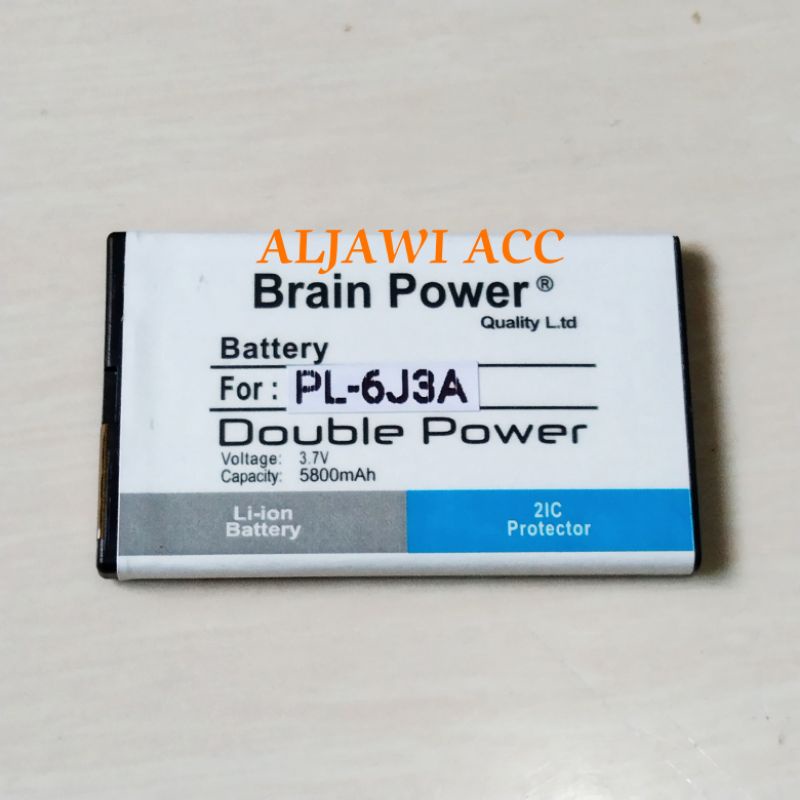 ALJAWI ACC
Brain Power®
Quality L.td
Battery
For : PL-6J3A
Double Power
Voltage: 3.7V
Capacity: 5800mAh
Li-ion
Battery
2IC
Protector